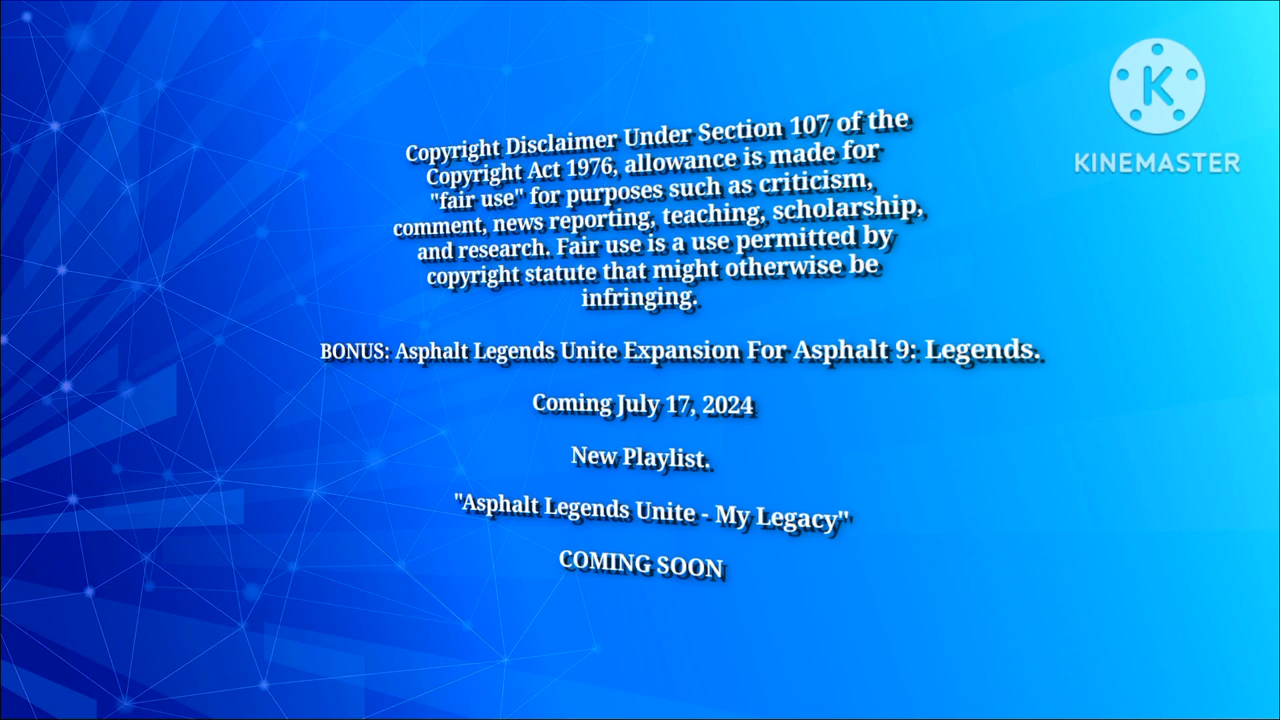 Copyright Disclaimer Under Section 107 of the
Copyright Act 1976, allowance is made for
"fair use" for purposes such as criticism,
comment, news reporting, teaching, scholarship,
and research. Fair use is a use permitted by
copyright statute that might otherwise be
infringing.
BONUS: Asphalt Legends Unite Expansion For Asphalt 9: Legends.
Coming July 17, 2024
New Playlist.
"Asphalt Legends Unite - My Legacy"
COMING SOON
K
KINEMASTER